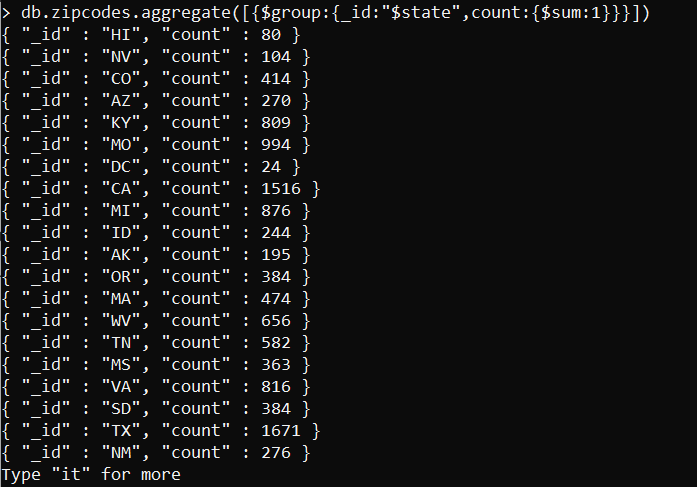 > db.zipcodes.aggregate([{$group:{_id:"$state",count:{$sum:1}}}])
{ "_id" : "HI", "count" : 80 }
{ "_id" : "NV", "count" : 104 }
{ "_id" : "CO", "count" : 414 }
{ "_id" : "AZ", "count" : 270 }
{ "_id" : "KY", "count" : 809 }
{ "_id" : "MO", "count" : 994 }
{ "_id" : "DC", "count" : 24 }
{ "_id" : "CA", "count" : 1516 }
{ "_id" : "MI", "count" : 876 }
{ "_id" : "ID", "count" : 244 }
{ "_id" : "AK", "count" : 195 }
{ "_id" : "OR", "count" : 384 }
{ "_id" : "MA", "count" : 474 }
{ "_id" : "WV", "count" : 656 }
{ "_id" : "TN", "count" : 582 }
{ "_id" : "MS", "count" : 363 }
{ "_id" : "VA", "count" : 816 }
{ "_id" : "SD", "count" : 384 }
{ "_id" : "TX", "count" : 1671 }
{ "_id" : "NM", "count" : 276 }
Type "it" for more